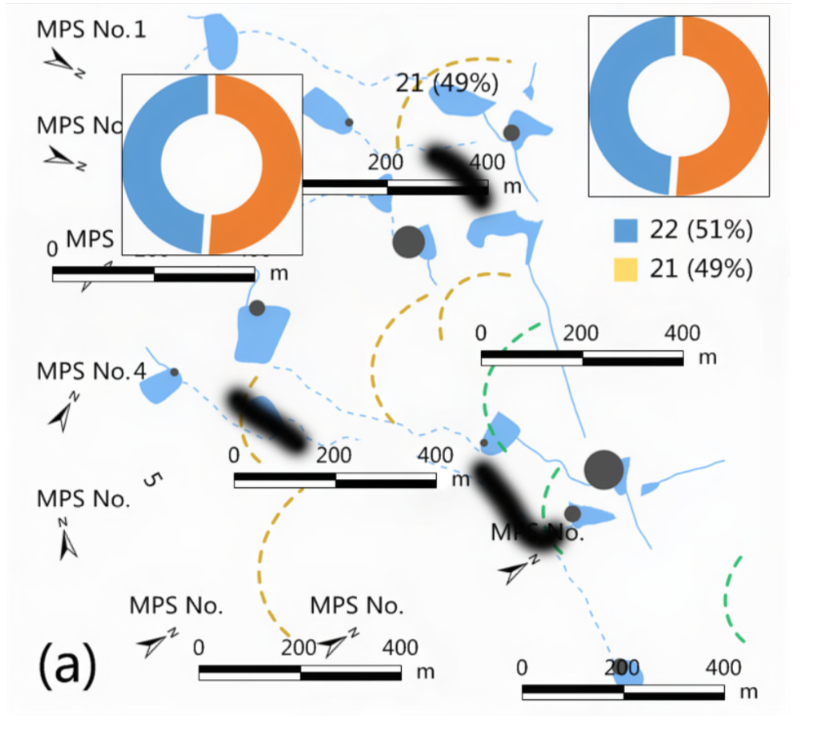 MPS No.1
N
21 (49%)
MPS No
N
200 400
m
MPS
0
m
22 (51%)
21 (49%)
0 200 400
m
MPS No.4
N
0 200 400
m
5
MPS No.
N
MPS No.
N
MPS No.
N
MPS No.
N
(a)
0 200 400
m
0 200 400
m